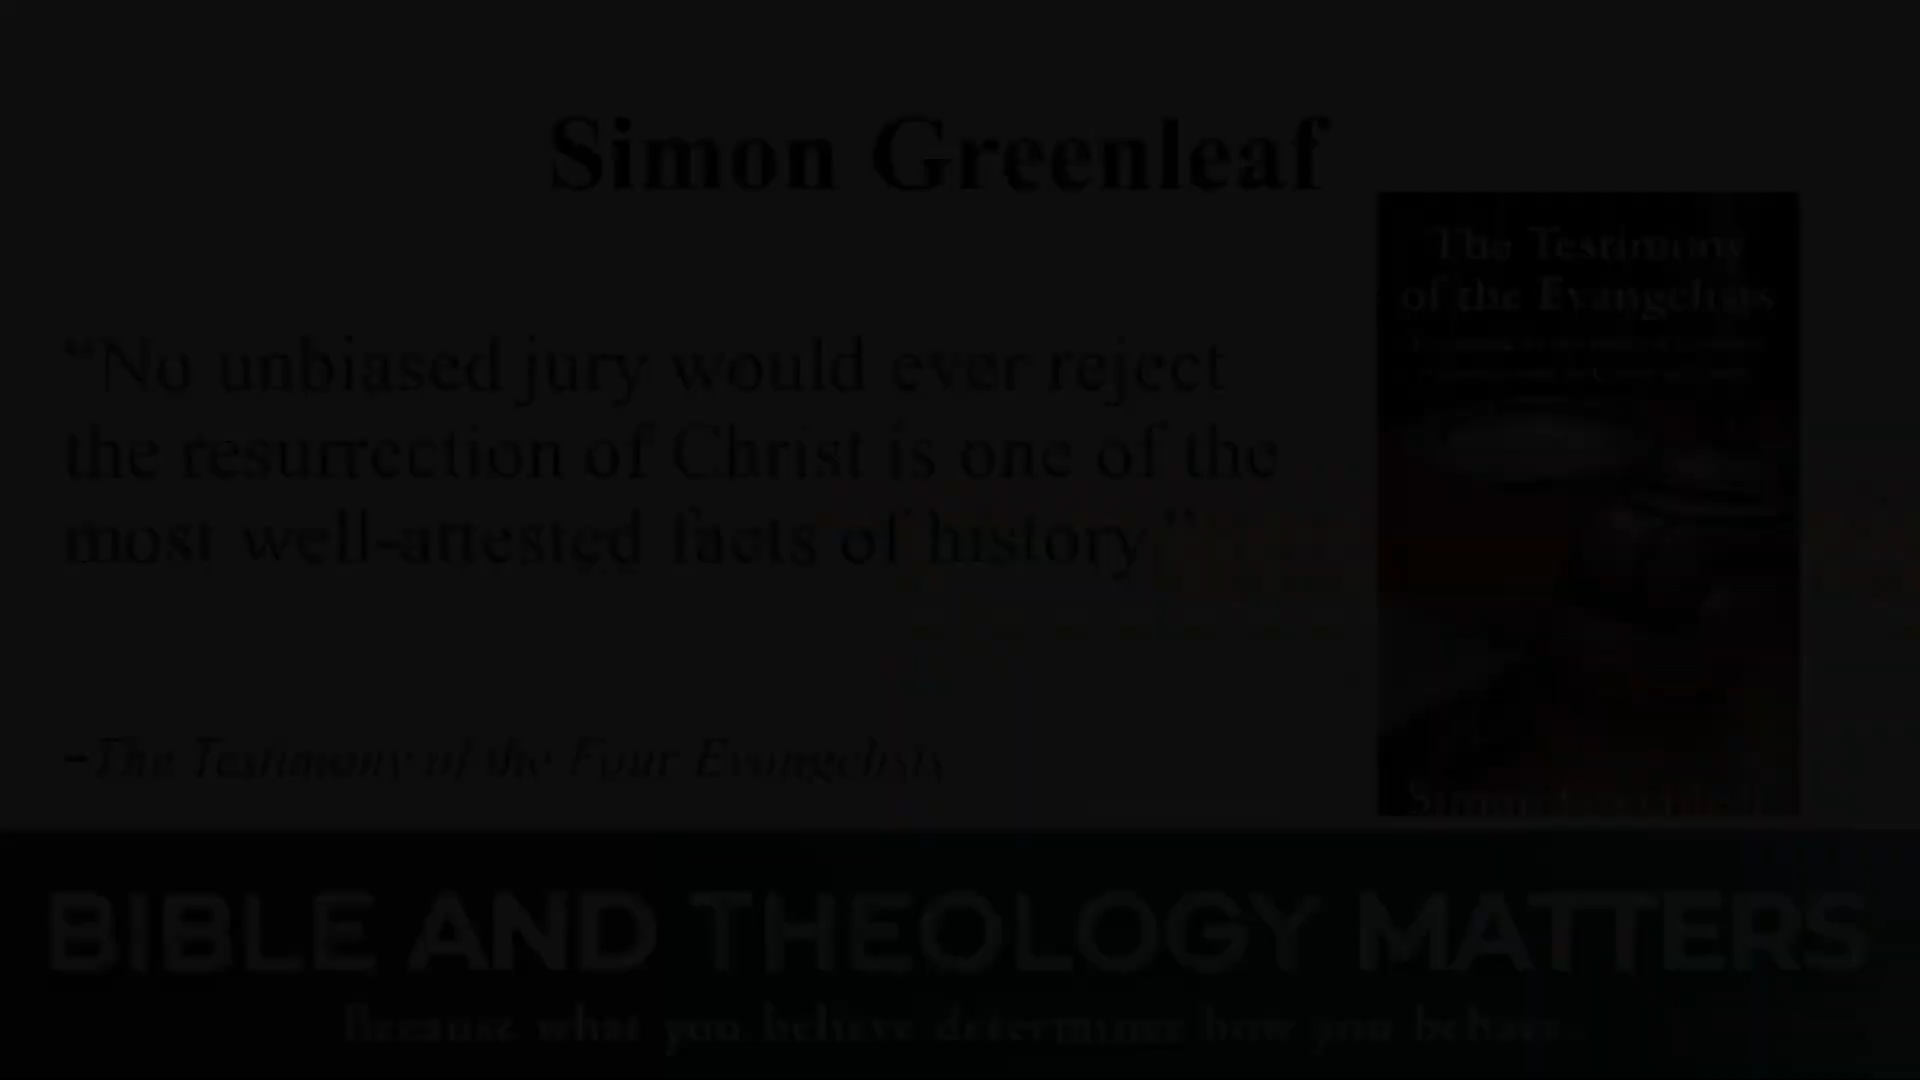 Simon Greenleaf
"No unbiased jury would ever reject
the resurrection of Christ is one of the
most well-attested facts of history"
–The Testimony of the Four Evangelists
The Testimony
of the Evangelists
Simon Greenleaf
BIBLE AND THEOLOGY MATTERS
Because what you believe determines how you behave.